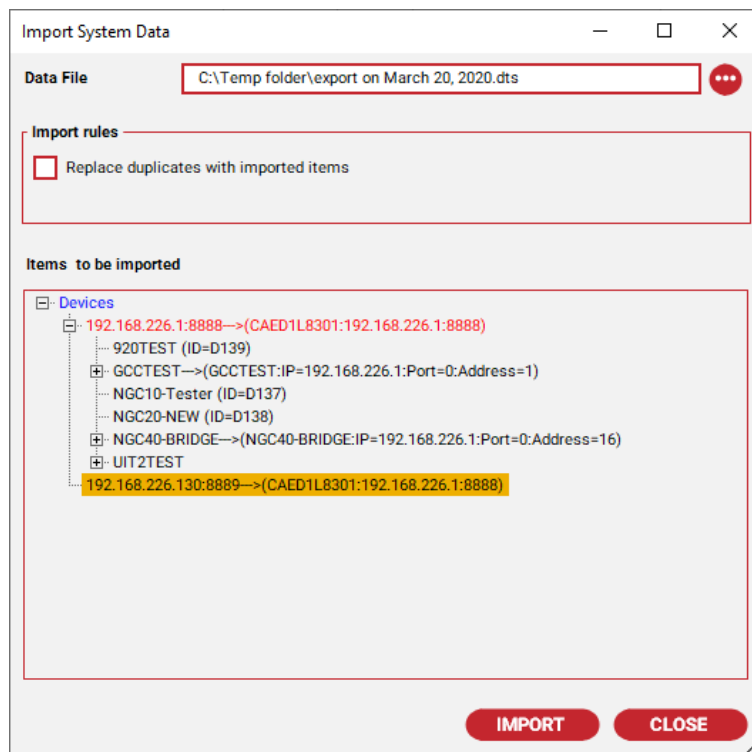 Import System Data
Data File
C:\Temp folder\export on March 20, 2020.dts
Import rules
Replace duplicates with imported items
Items to be imported
Devices
192.168.226.1:8888--->(CAED1L8301:192.168.226.1:8888)
920TEST (ID=D139)
GCCTEST--->(GCCTEST:IP=192.168.226.1:Port=0:Address=1)
NGC10-Tester (ID=D137)
NGC20-NEW (ID=D138)
NGC40-BRIDGE--->(NGC40-BRIDGE:IP=192.168.226.1:Port=0:Address=16)
UIT2TEST
192.168.226.130:8889--->(CAED1L8301:192.168.226.1:8888)
IMPORT CLOSE